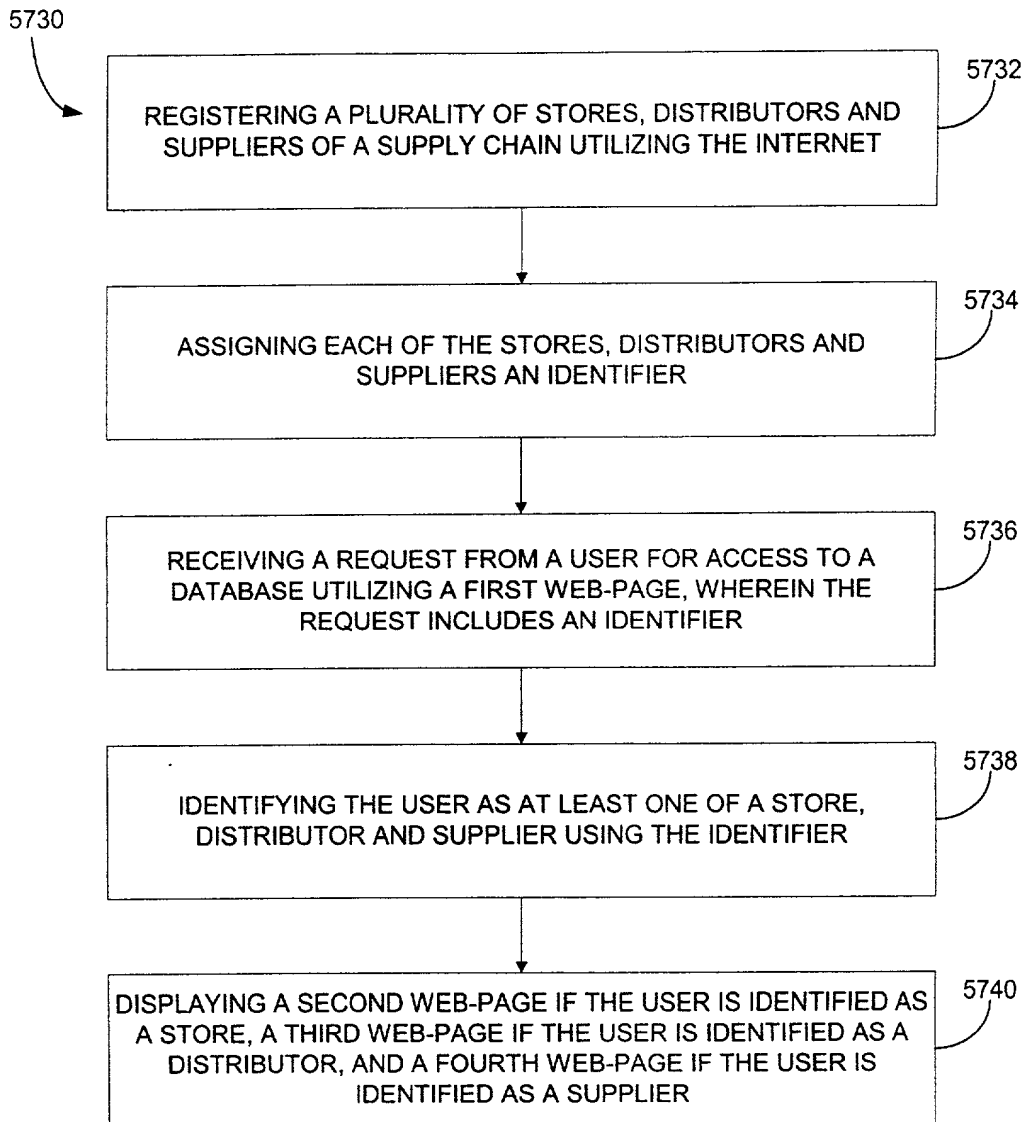 5730
5732
REGISTERING A PLURALITY OF STORES, DISTRIBUTORS AND
SUPPLIERS OF A SUPPLY CHAIN UTILIZING THE INTERNET
5734
ASSIGNING EACH OF THE STORES, DISTRIBUTORS AND
SUPPLIERS AN IDENTIFIER
5736
RECEIVING A REQUEST FROM A USER FOR ACCESS TO A
DATABASE UTILIZING A FIRST WEB-PAGE, WHEREIN THE
REQUEST INCLUDES AN IDENTIFIER
5738
IDENTIFYING THE USER AS AT LEAST ONE OF A STORE,
DISTRIBUTOR AND SUPPLIER USING THE IDENTIFIER
5740
DISPLAYING A SECOND WEB-PAGE IF THE USER IS IDENTIFIED AS
A STORE, A THIRD WEB-PAGE IF THE USER IS IDENTIFIED AS A
DISTRIBUTOR, AND A FOURTH WEB-PAGE IF THE USER IS
IDENTIFIED AS A SUPPLIER